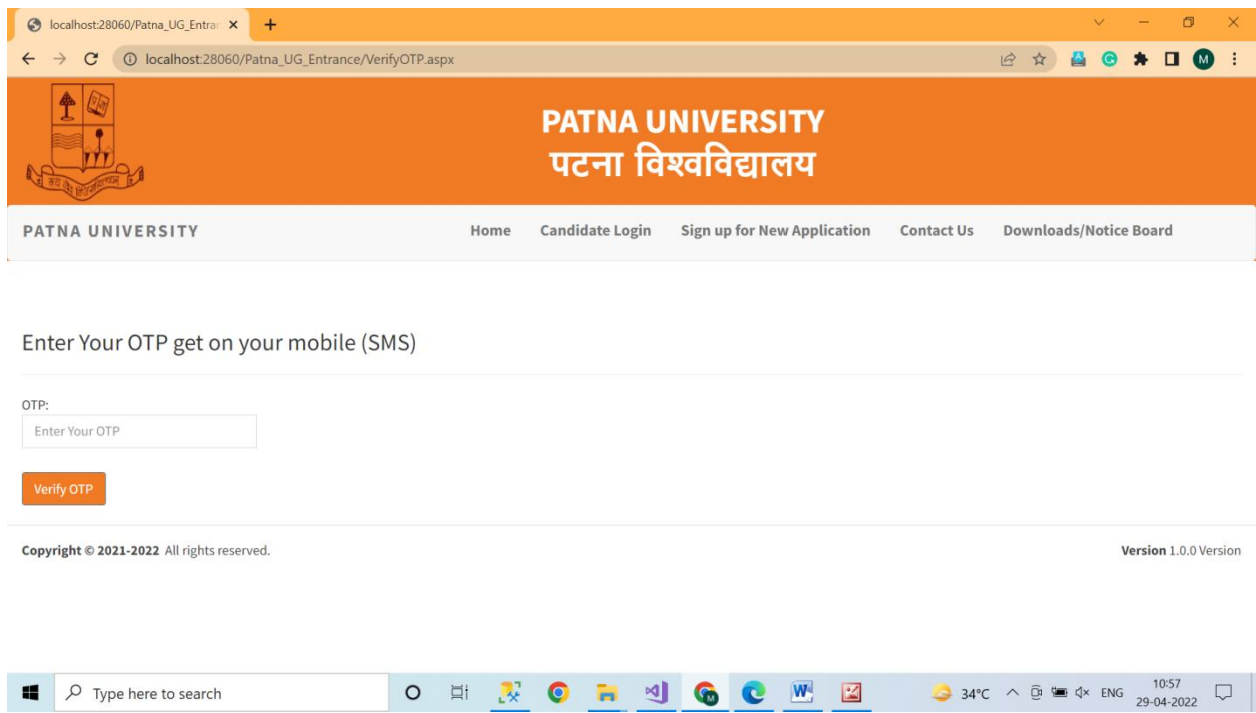 localhost:28060/Patna_UG_Entran
localhost:28060/Patna_UG_Entrance/VerifyOTP.aspx
M
PATNA UNIVERSITY
पटना विश्वविद्यालय
PATNA UNIVERSITY Home Candidate Login Sign up for New Application Contact Us Downloads/Notice Board
Enter Your OTP get on your mobile (SMS)
OTP:
Enter Your OTP
Verify OTP
Copyright © 2021-2022 All rights reserved. Version 1.0.0 Version
Type here to search 34°C ENG 10:57
29-04-2022